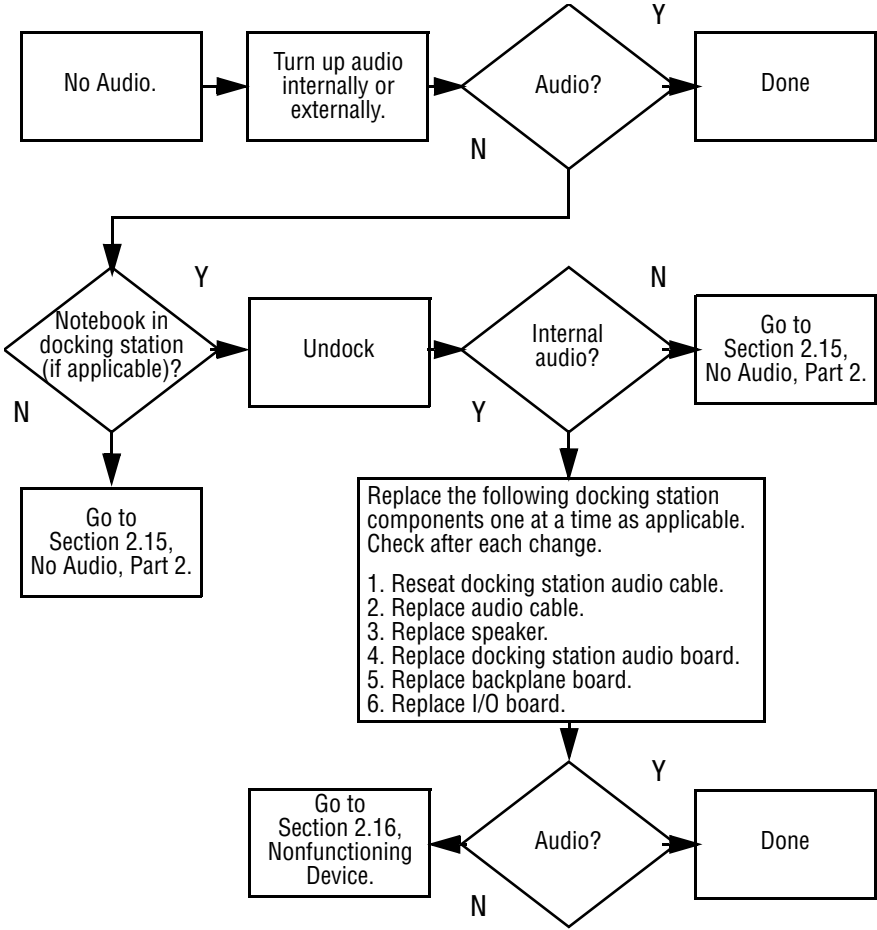 Y
No Audio.
Turn up audio
internally or
externally.
Audio?
Done
N
Y
Notebook in
docking station
(if applicable)?
N
Undock
Internal
audio?
N
Y
Go to
Section 2.15,
No Audio, Part 2.
Go to
Section 2.15,
No Audio, Part 2.
Replace the following docking station
components one at a time as applicable.
Check after each change.
1. Reseat docking station audio cable.
2. Replace audio cable.
3. Replace speaker.
4. Replace docking station audio board.
5. Replace backplane board.
6. Replace I/O board.
Y
Go to
Section 2.16,
Nonfunctioning
Device.
Audio?
Done
N